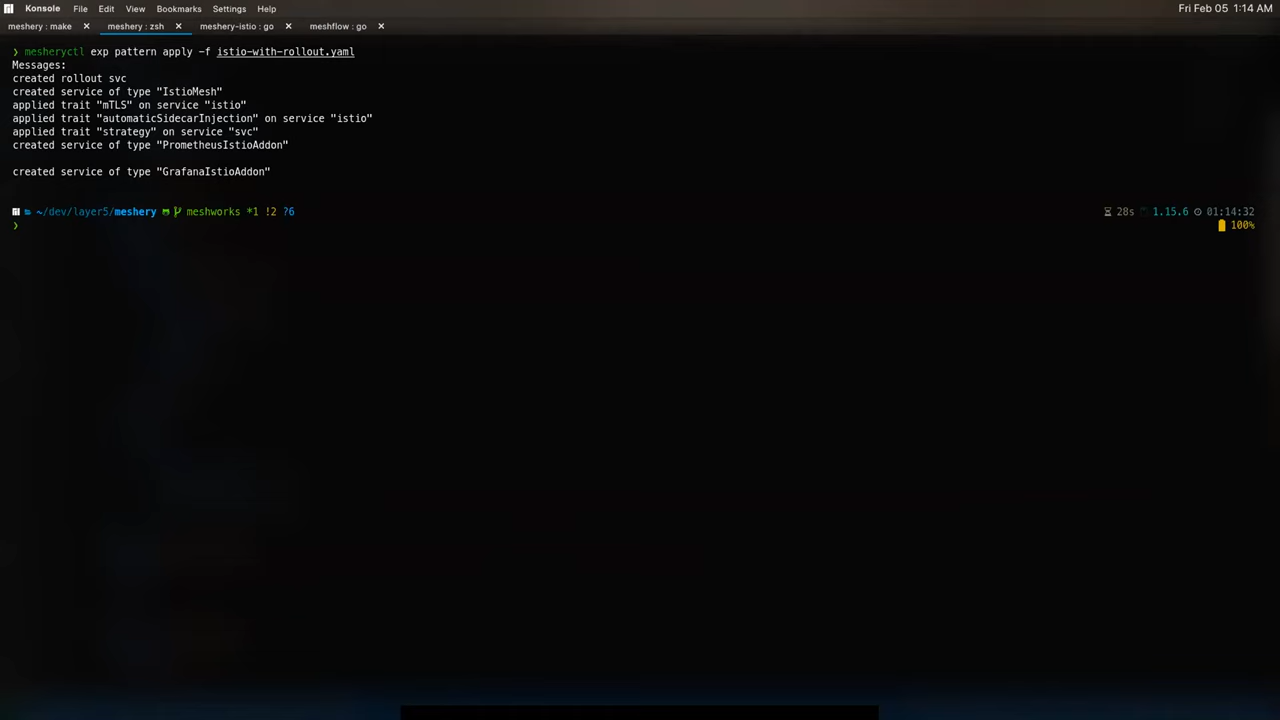 Konsole File Edit View Bookmarks Settings Help Fri Feb 05 1:14 AM
meshery : make meshery : zsh meshery-istio : go meshflow : go
❯ mesheryctl exp pattern apply -f istio-with-rollout.yaml
Messages:
created rollout svc
created service of type "IstioMesh"
applied trait "mTLS" on service "istio"
applied trait "automaticSidecarInjection" on service "istio"
applied trait "strategy" on service "svc"
created service of type "PrometheusIstioAddon"
created service of type "GrafanaIstioAddon"
~/dev/layer5/meshery meshworks *1 !2 ?6 28s 1.15.6 01:14:32
❯ 100%